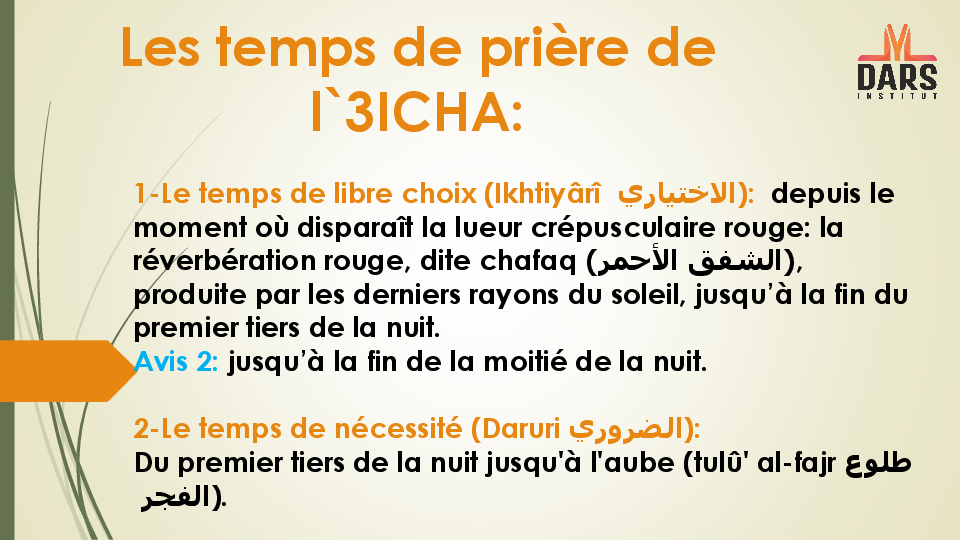 Les temps de prière de
l`3ICHA:
DARS
INSTITUT
1-Le temps de libre choix (Ikhtiyârî الاختياري): depuis le
moment où disparaît la lueur crépusculaire rouge: la
réverbération rouge, dite chafaq (الشفق الأحمر),
produite par les derniers rayons du soleil, jusqu’à la fin du
premier tiers de la nuit.
Avis 2: jusqu’à la fin de la moitié de la nuit.
2-Le temps de nécessité (Daruri الضروري):
Du premier tiers de la nuit jusqu'à l'aube (tulû' al-fajr طلوع
الفجر).